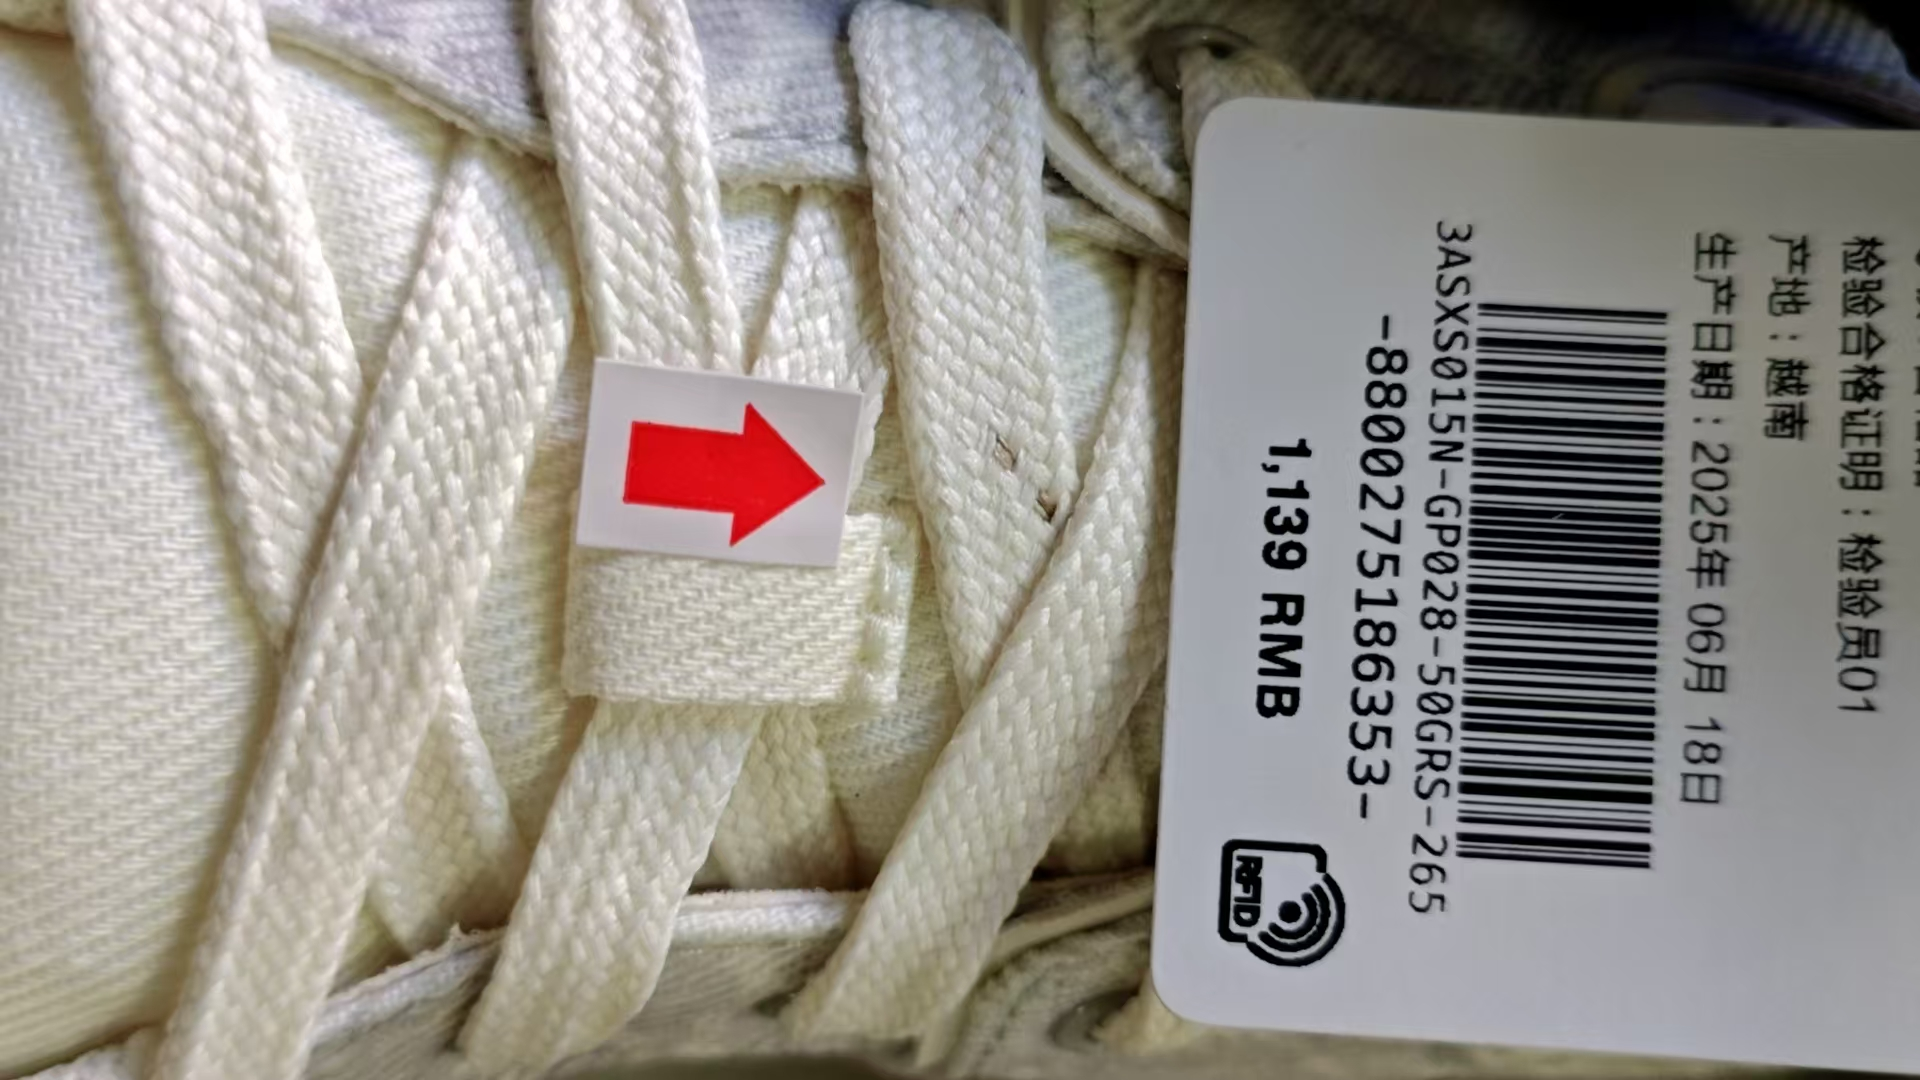 检验合格证明：检验员01
产地：越南
生产日期：2025年 06月 18日
3ASXS015N-GP028-50GRS-265
-8800275186353-
1,139 RMB
RFID